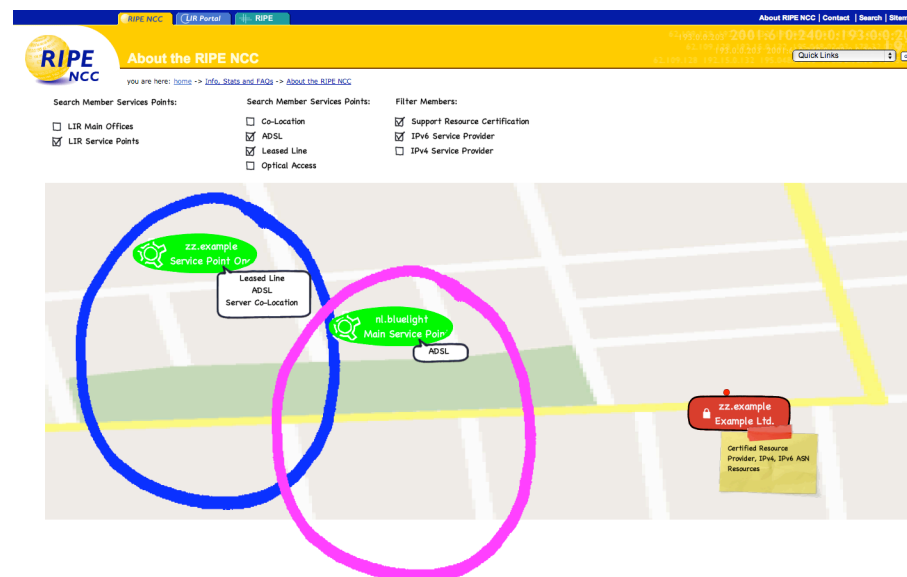 RIPE NCC
LIR Portal
RIPE
About RIPE NCC | Contact | Search | Sitem
RIPE
NCC
About the RIPE NCC
Quick Links
you are here: home -> Info, Stats and FAQs -> About the RIPE NCC
Search Member Services Points:
LIR Main Offices
LIR Service Points
Search Member Services Points:
Co-Location
ADSL
Leased Line
Optical Access
Filter Members:
Support Resource Certification
IPv6 Service Provider
IPv4 Service Provider
zz.example
Service Point On
Leased Line
ADSL
Server Co-Location
nl.bluelight
Main Service Poin
ADSL
zz.example
Example Ltd.
Certified Resource
Provider, IPv4, IPv6 ASN
Resources